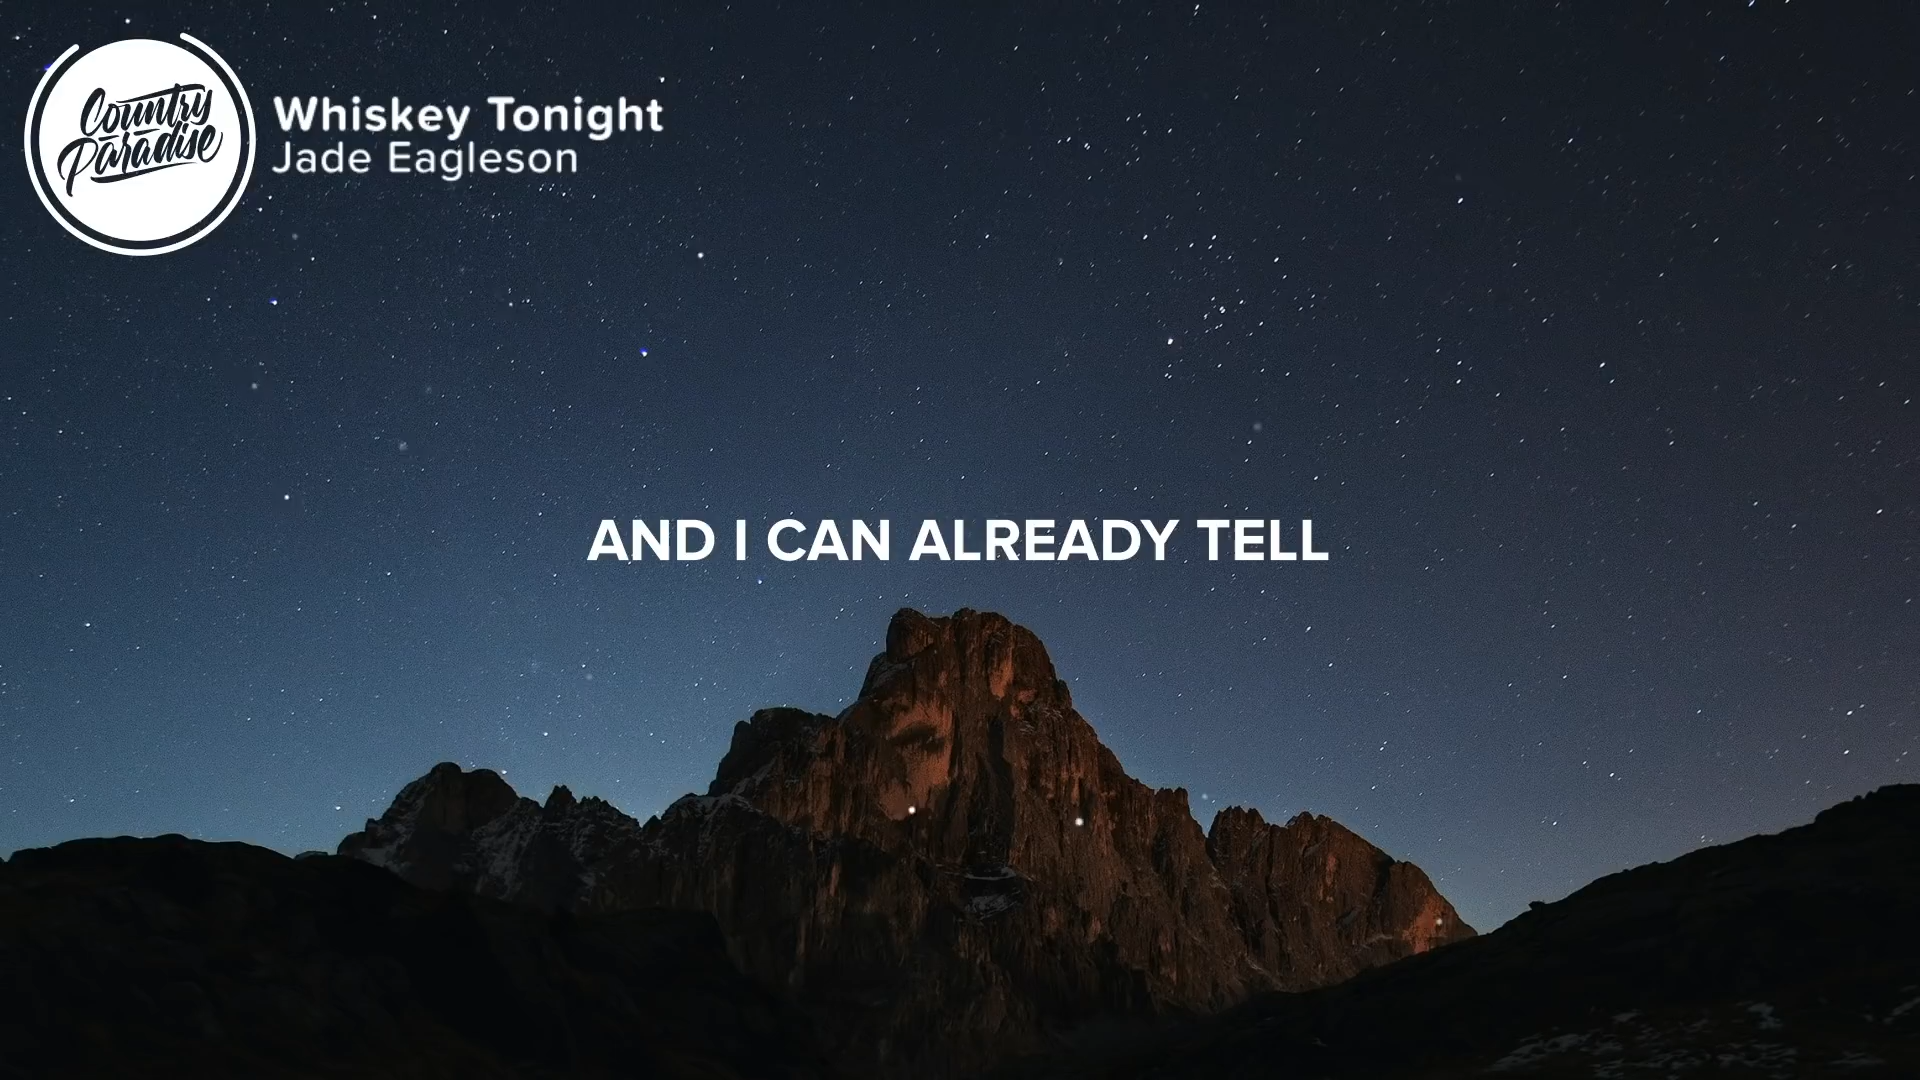 Country
Paradise
Whiskey Tonight
Jade Eagleson
AND I CAN ALREADY TELL